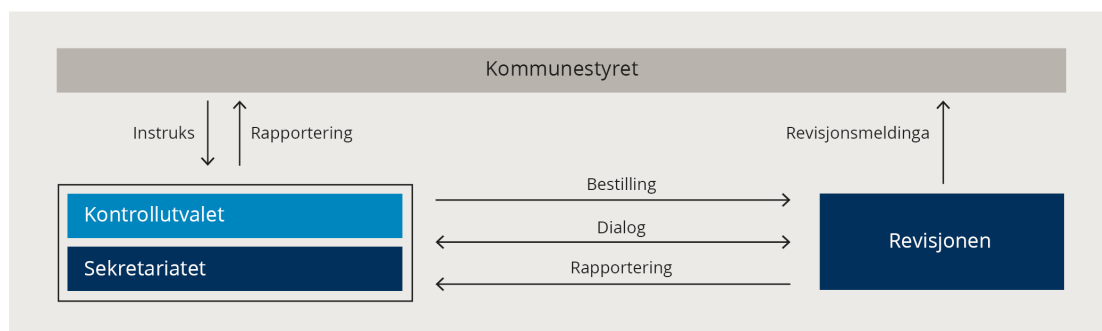 Kommunestyret
Instruks
Rapportering
Revisjonsmeldinga
Kontrollutvalet
Sekretariatet
Bestilling
Dialog
Rapportering
Revisjonen